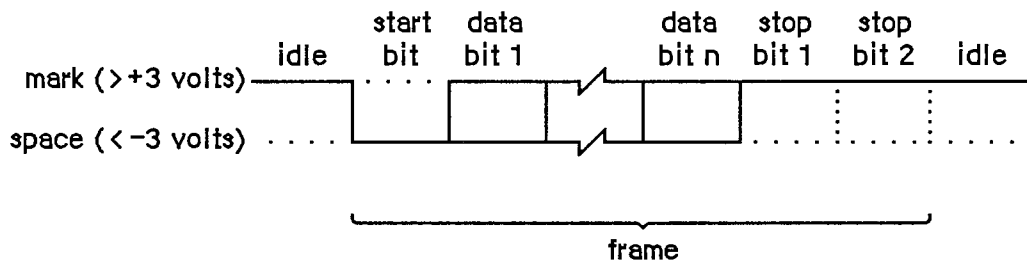 start data data stop stop
idle bit bit 1 bit n bit 1 bit 2 idle
mark (>+3 volts)
space (<-3 volts)
frame